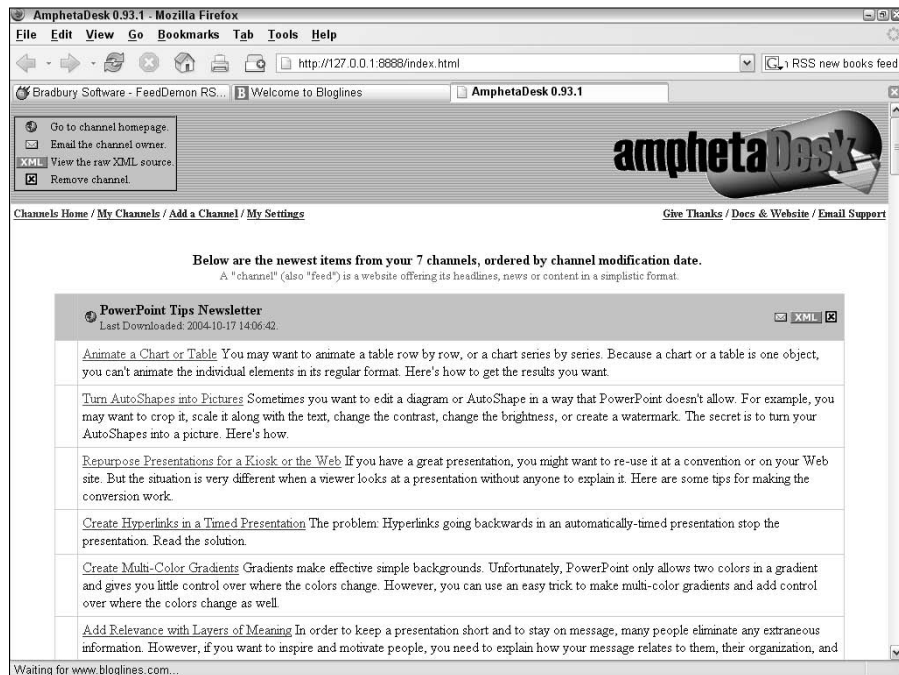 AmphetaDesk 0.93.1 - Mozilla Firefox
File Edit View Go Bookmarks Tab Tools Help
http://127.0.0.1:8888/index.html
RSS new books feed
Bradbury Software - FeedDemon RS... Welcome to Bloglines AmphetaDesk 0.93.1
Go to channel homepage.
Email the channel owner.
XML View the raw XML source.
Remove channel.
amphetaDesk
Channels Home / My Channels / Add a Channel / My Settings Give Thanks / Docs & Website / Email Support
Below are the newest items from your 7 channels, ordered by channel modification date.
A "channel" (also "feed") is a website offering its headlines, news or content in a simplistic format.
PowerPoint Tips Newsletter
Last Downloaded: 2004-10-17 14:06:42.
XML
Animate a Chart or Table You may want to animate a table row by row, or a chart series by series. Because a chart or a table is one object,
you can't animate the individual elements in its regular format. Here's how to get the results you want.
Turn AutoShapes into Pictures Sometimes you want to edit a diagram or AutoShape in a way that PowerPoint doesn't allow. For example, you
may want to crop it, scale it along with the text, change the contrast, change the brightness, or create a watermark. The secret is to turn your
AutoShapes into a picture. Here's how.
Repurpose Presentations for a Kiosk or the Web If you have a great presentation, you might want to re-use it at a convention or on your Web
site. But the situation is very different when a viewer looks at a presentation without anyone to explain it. Here are some tips for making the
conversion work.
Create Hyperlinks in a Timed Presentation The problem: Hyperlinks going backwards in an automatically-timed presentation stop the
presentation. Read the solution.
Create Multi-Color Gradients Gradients make effective simple backgrounds. Unfortunately, PowerPoint only allows two colors in a gradient
and gives you little control over where the colors change. However, you can use an easy trick to make multi-color gradients and add control
over where the colors change as well.
Add Relevance with Layers of Meaning In order to keep a presentation short and to stay on message, many people eliminate any extraneous
information. However, if you want to inspire and motivate people, you need to explain how your message relates to them, their organization, and
Waiting for www.bloglines.com...